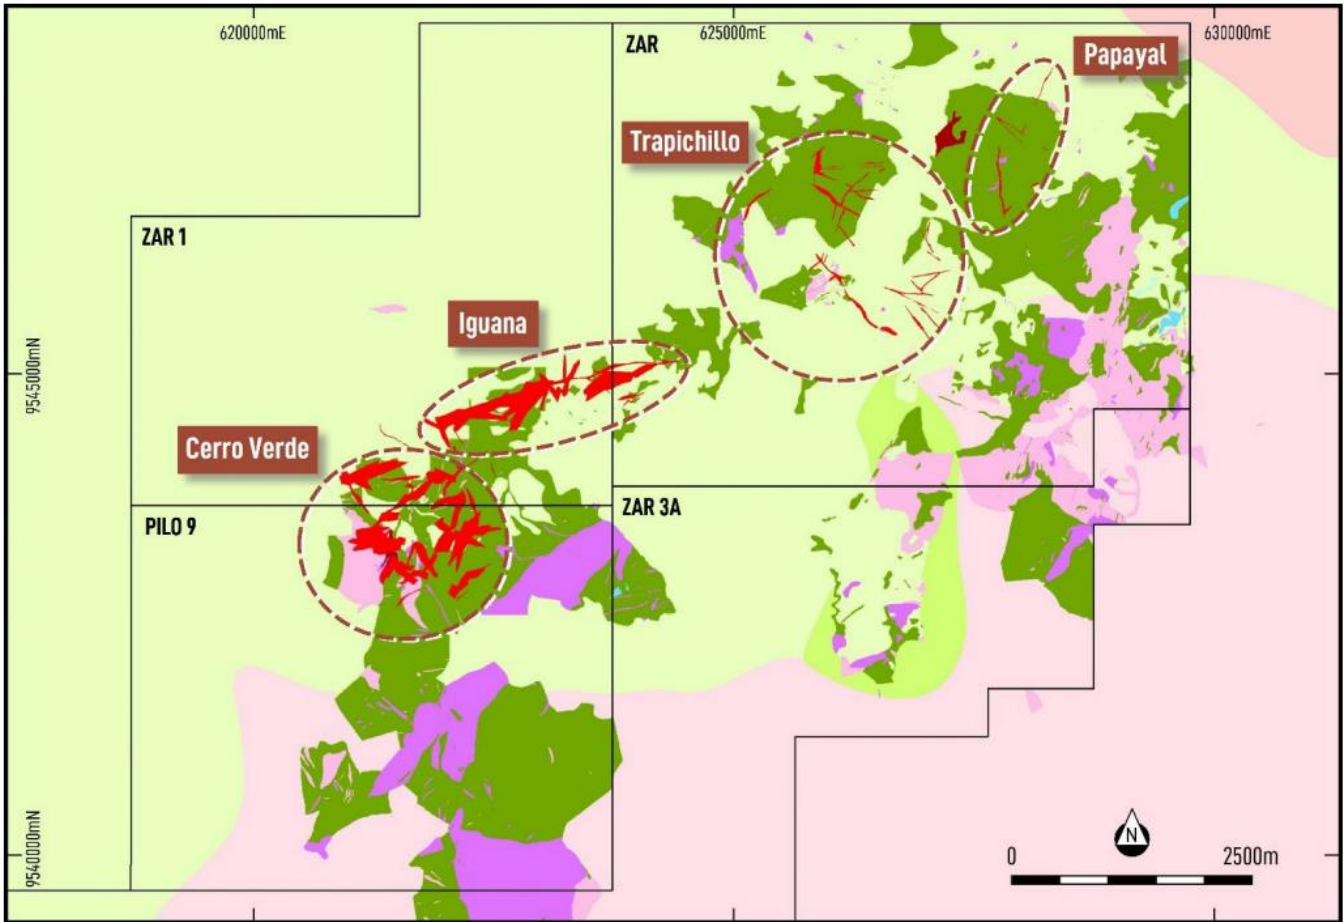 620000mE
625000mE
630000mE
ZAR
Papayal
Trapichillo
ZAR 1
Iguana
9545000mN
Cerro Verde
PILO 9
ZAR 3A
N
0
2500m
9540000mN